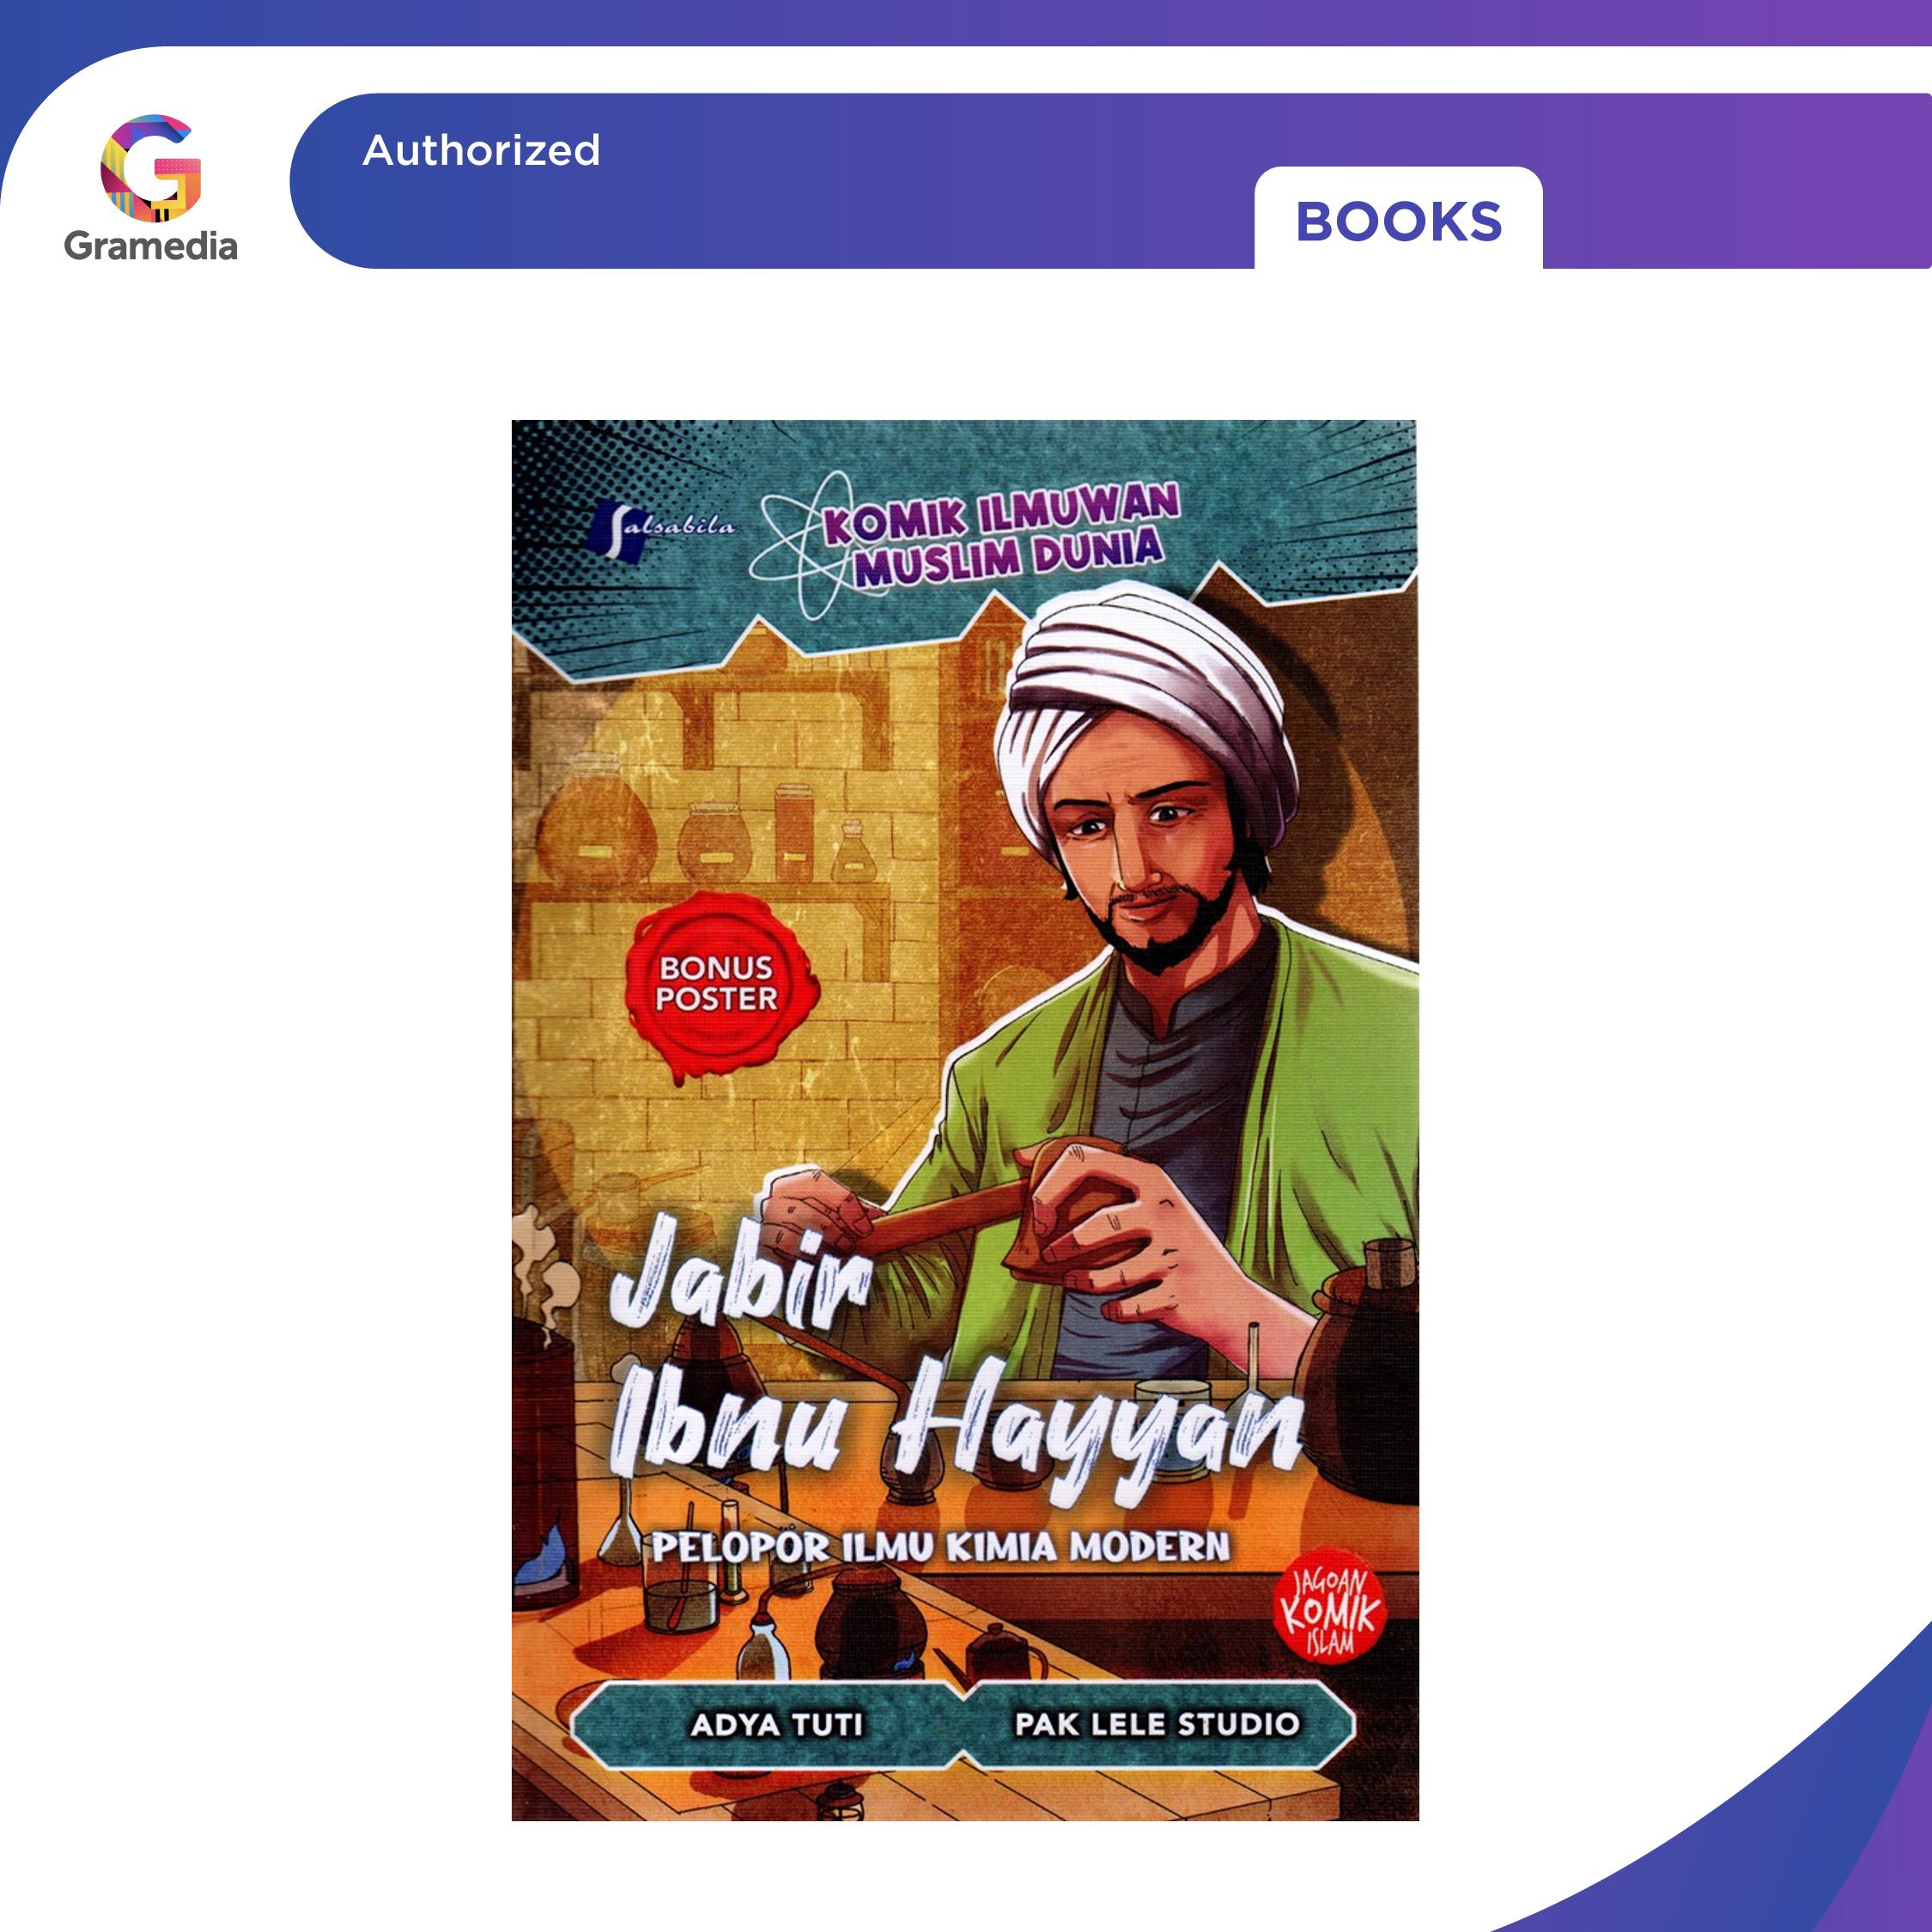 Gramedia
Authorized
BOOKS
Salsabila
KOMIK ILMUWAN
MUSLIM DUNIA
BONUS
POSTER
Jabir
Ibnu Hayyan
PELOPOR ILMU KIMIA MODERN
JAGOAN
KOMIK
ISLAM
ADYA TUTI
PAK LELE STUDIO